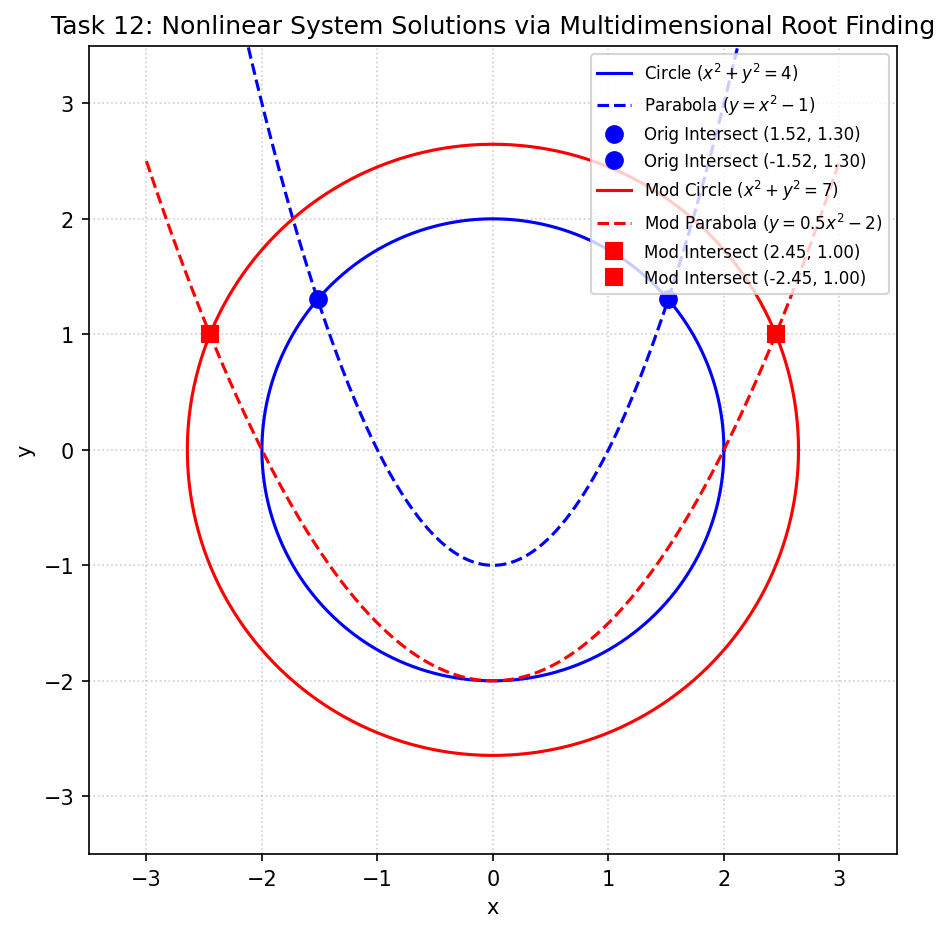 Task 12: Nonlinear System Solutions via Multidimensional Root Finding
Circle (x² + y² = 4)
Parabola (y = x² − 1)
Orig Intersect (1.52, 1.30)
Orig Intersect (-1.52, 1.30)
Mod Circle (x² + y² = 7)
Mod Parabola (y = 0.5x² − 2)
Mod Intersect (2.45, 1.00)
Mod Intersect (-2.45, 1.00)
3
2
1
0
−1
−2
−3
y
−3 −2 −1 0 1 2 3
x